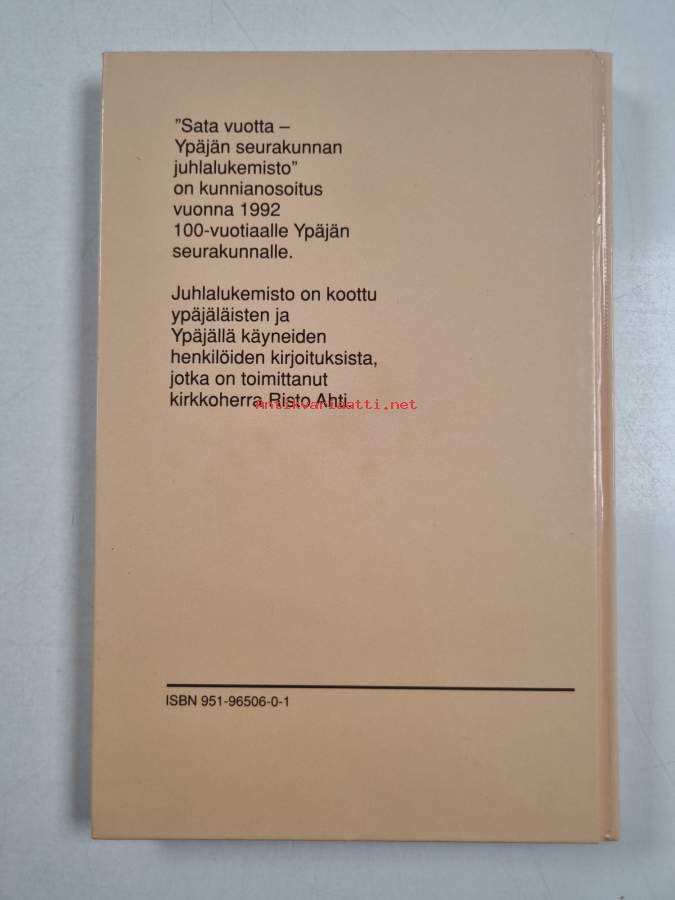 ”Sata vuotta –
Ypäjän seurakunnan
juhlalukemisto”
on kunnianosoitus
vuonna 1992
100-vuotiaalle Ypäjän
seurakunnalle.
Juhlalukemisto on koottu
ypäjäläisten ja
Ypäjällä käyneiden
henkilöiden kirjoituksista,
jotka on toimittanut
kirkkoherra Risto Ahti.
Antikvariaatti.net
ISBN 951-96506-0-1